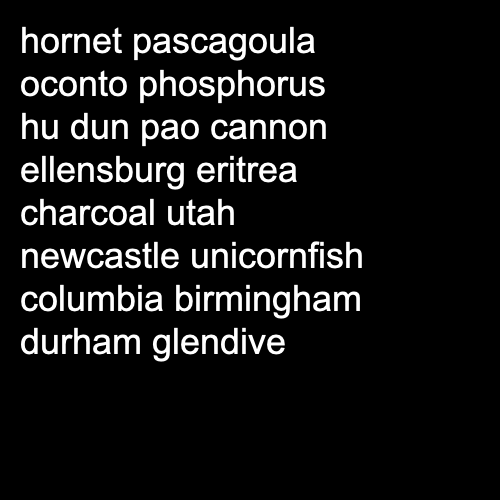 hornet pascagoula
oconto phosphorus
hu dun pao cannon
ellensburg eritrea
charcoal utah
newcastle unicornfish
columbia birmingham
durham glendive